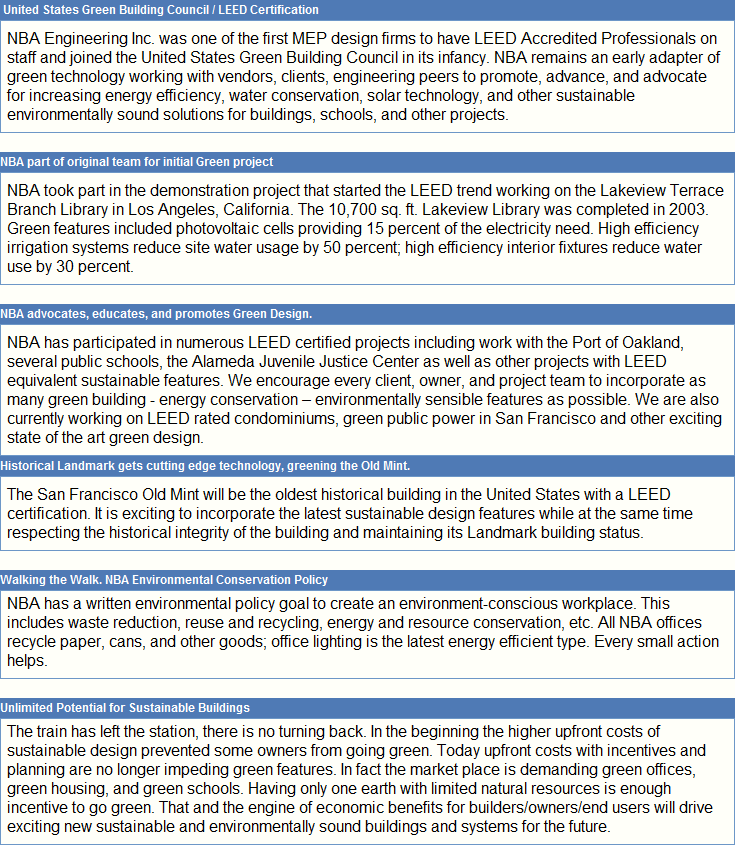 United States Green Building Council / LEED Certification
NBA Engineering Inc. was one of the first MEP design firms to have LEED Accredited Professionals on
staff and joined the United States Green Building Council in its infancy. NBA remains an early adapter of
green technology working with vendors, clients, engineering peers to promote, advance, and advocate
for increasing energy efficiency, water conservation, solar technology, and other sustainable
environmentally sound solutions for buildings, schools, and other projects.
NBA part of original team for initial Green project
NBA took part in the demonstration project that started the LEED trend working on the Lakeview Terrace
Branch Library in Los Angeles, California. The 10,700 sq. ft. Lakeview Library was completed in 2003.
Green features included photovoltaic cells providing 15 percent of the electricity need. High efficiency
irrigation systems reduce site water usage by 50 percent; high efficiency interior fixtures reduce water
use by 30 percent.
NBA advocates, educates, and promotes Green Design.
NBA has participated in numerous LEED certified projects including work with the Port of Oakland,
several public schools, the Alameda Juvenile Justice Center as well as other projects with LEED
equivalent sustainable features. We encourage every client, owner, and project team to incorporate as
many green building - energy conservation – environmentally sensible features as possible. We are also
currently working on LEED rated condominiums, green public power in San Francisco and other exciting
state of the art green design.
Historical Landmark gets cutting edge technology, greening the Old Mint.
The San Francisco Old Mint will be the oldest historical building in the United States with a LEED
certification. It is exciting to incorporate the latest sustainable design features while at the same time
respecting the historical integrity of the building and maintaining its Landmark building status.
Walking the Walk. NBA Environmental Conservation Policy
NBA has a written environmental policy goal to create an environment-conscious workplace. This
includes waste reduction, reuse and recycling, energy and resource conservation, etc. All NBA offices
recycle paper, cans, and other goods; office lighting is the latest energy efficient type. Every small action
helps.
Unlimited Potential for Sustainable Buildings
The train has left the station, there is no turning back. In the beginning the higher upfront costs of
sustainable design prevented some owners from going green. Today upfront costs with incentives and
planning are no longer impeding green features. In fact the market place is demanding green offices,
green housing, and green schools. Having only one earth with limited natural resources is enough
incentive to go green. That and the engine of economic benefits for builders/owners/end users will drive
exciting new sustainable and environmentally sound buildings and systems for the future.